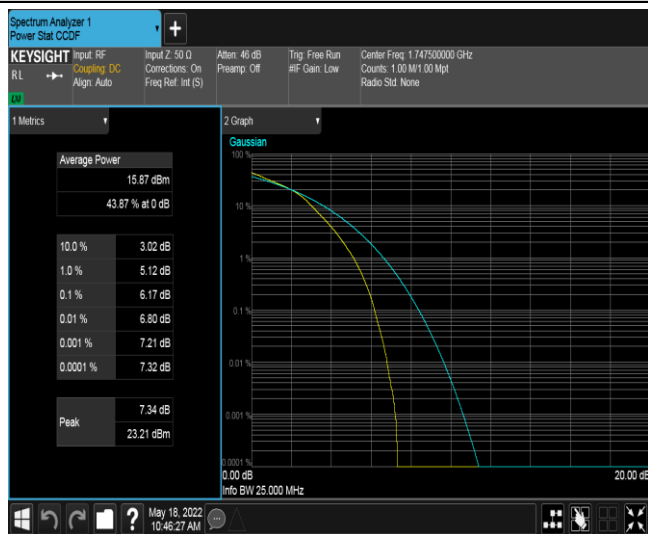 Spectrum Analyzer 1
Power Stat CCDF
+
KEYSIGHT
RL
LM
Input: RF
Coupling: DC
Align: Auto
Input Z: 50 Ω
Corrections: On
Freq Ref: Int (S)
Atten: 46 dB
Preamp: Off
Trig: Free Run
#IF Gain: Low
Center Freq: 1.747500000 GHz
Counts: 1.00 M/1.00 Mpt
Radio Std: None
1 Metrics
Average Power
15.87 dBm
43.87 % at 0 dB
10.0 % 3.02 dB
1.0 % 5.12 dB
0.1 % 6.17 dB
0.01 % 6.80 dB
0.001 % 7.21 dB
0.0001 % 7.32 dB
Peak 7.34 dB
23.21 dBm
2 Graph
Gaussian
100 %
10 %
1 %
0.1 %
0.01 %
0.001 %
0.0001 %
0.00 dB 20.00 dB
Info BW 25.000 MHz
? May 18, 2022
10:46:27 AM